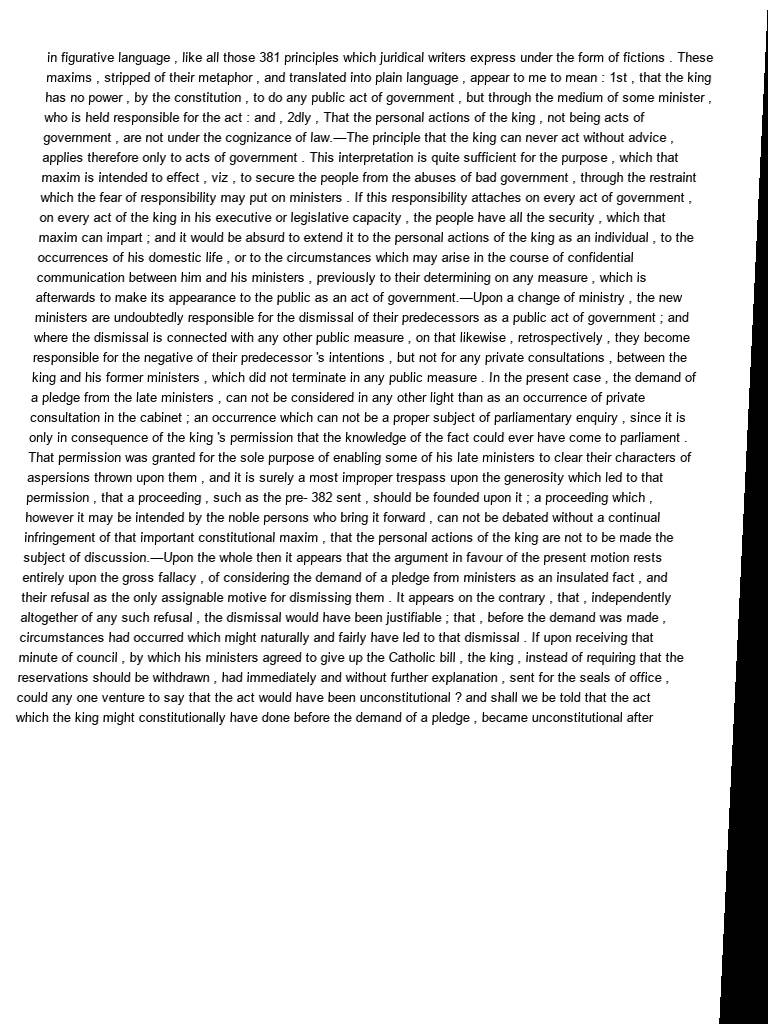 in figurative language , like all those 381 principles which juridical writers express under the form of fictions . These
maxims , stripped of their metaphor , and translated into plain language , appear to me to mean : 1st , that the king
has no power , by the constitution , to do any public act of government , but through the medium of some minister ,
who is held responsible for the act : and , 2dly , That the personal actions of the king , not being acts of
government , are not under the cognizance of law.—The principle that the king can never act without advice ,
applies therefore only to acts of government . This interpretation is quite sufficient for the purpose , which that
maxim is intended to effect , viz , to secure the people from the abuses of bad government , through the restraint
which the fear of responsibility may put on ministers . If this responsibility attaches on every act of government ,
on every act of the king in his executive or legislative capacity , the people have all the security , which that
maxim can impart ; and it would be absurd to extend it to the personal actions of the king as an individual , to the
occurrences of his domestic life , or to the circumstances which may arise in the course of confidential
communication between him and his ministers , previously to their determining on any measure , which is
afterwards to make its appearance to the public as an act of government.—Upon a change of ministry , the new
ministers are undoubtedly responsible for the dismissal of their predecessors as a public act of government ; and
where the dismissal is connected with any other public measure , on that likewise , retrospectively , they become
responsible for the negative of their predecessor 's intentions , but not for any private consultations , between the
king and his former ministers , which did not terminate in any public measure . In the present case , the demand of
a pledge from the late ministers , can not be considered in any other light than as an occurrence of private
consultation in the cabinet ; an occurrence which can not be a proper subject of parliamentary enquiry , since it is
only in consequence of the king 's permission that the knowledge of the fact could ever have come to parliament .
That permission was granted for the sole purpose of enabling some of his late ministers to clear their characters of
aspersions thrown upon them , and it is surely a most improper trespass upon the generosity which led to that
permission , that a proceeding , such as the pre- 382 sent , should be founded upon it ; a proceeding which ,
however it may be intended by the noble persons who bring it forward , can not be debated without a continual
infringement of that important constitutional maxim , that the personal actions of the king are not to be made the
subject of discussion.—Upon the whole then it appears that the argument in favour of the present motion rests
entirely upon the gross fallacy , of considering the demand of a pledge from ministers as an insulated fact , and
their refusal as the only assignable motive for dismissing them . It appears on the contrary , that , independently
altogether of any such refusal , the dismissal would have been justifiable ; that , before the demand was made ,
circumstances had occurred which might naturally and fairly have led to that dismissal . If upon receiving that
minute of council , by which his ministers agreed to give up the Catholic bill , the king , instead of requiring that the
reservations should be withdrawn , had immediately and without further explanation , sent for the seals of office ,
could any one venture to say that the act would have been unconstitutional ? and shall we be told that the act
which the king might constitutionally have done before the demand of a pledge , became unconstitutional after